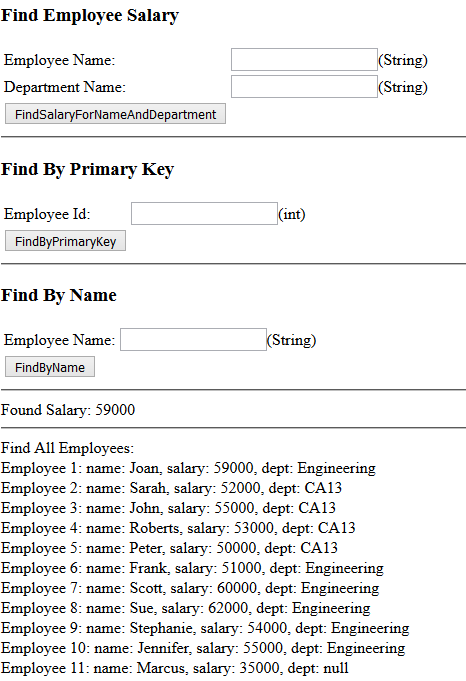 Find Employee Salary
Employee Name: (String)
Department Name: (String)
FindSalaryForNameAndDepartment
Find By Primary Key
Employee Id: (int)
FindByPrimaryKey
Find By Name
Employee Name: (String)
FindByName
Found Salary: 59000
Find All Employees:
Employee 1: name: Joan, salary: 59000, dept: Engineering
Employee 2: name: Sarah, salary: 52000, dept: CA13
Employee 3: name: John, salary: 55000, dept: CA13
Employee 4: name: Roberts, salary: 53000, dept: CA13
Employee 5: name: Peter, salary: 50000, dept: CA13
Employee 6: name: Frank, salary: 51000, dept: Engineering
Employee 7: name: Scott, salary: 60000, dept: Engineering
Employee 8: name: Sue, salary: 62000, dept: Engineering
Employee 9: name: Stephanie, salary: 54000, dept: Engineering
Employee 10: name: Jennifer, salary: 55000, dept: Engineering
Employee 11: name: Marcus, salary: 35000, dept: null